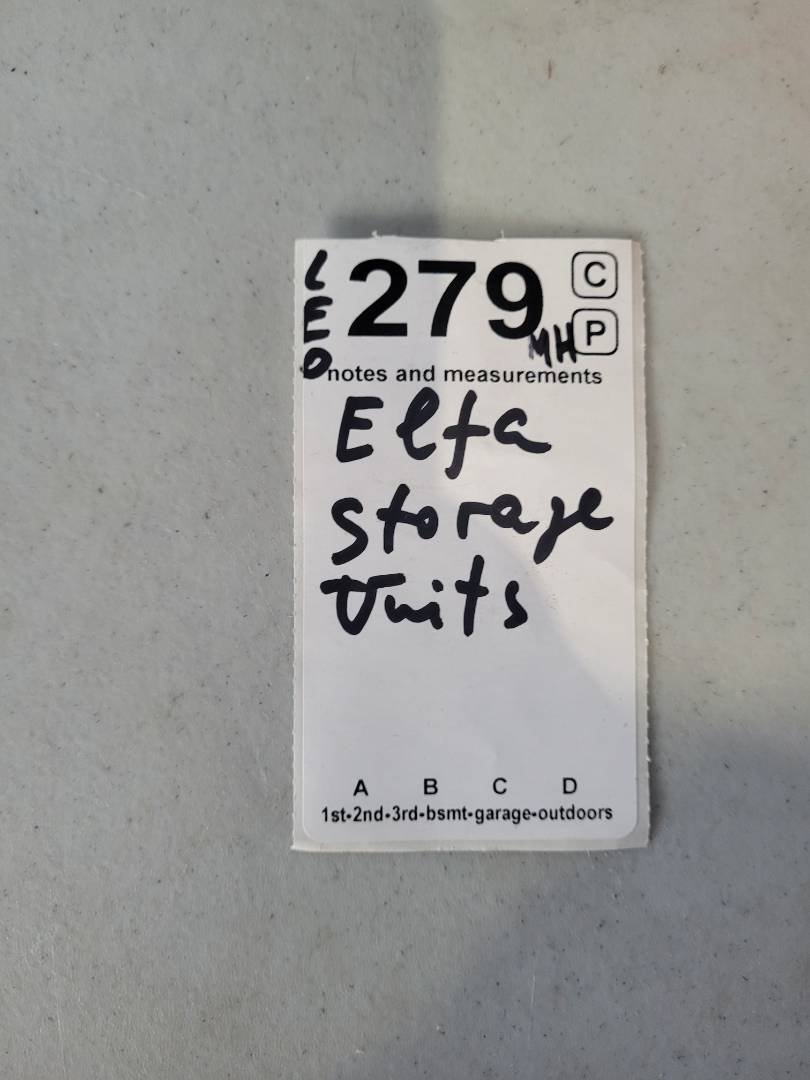 LEO
279
C
P
MH
notes and measurements
Elfa
storage
Units
A B C D
1st-2nd-3rd-bsmt-garage-outdoors